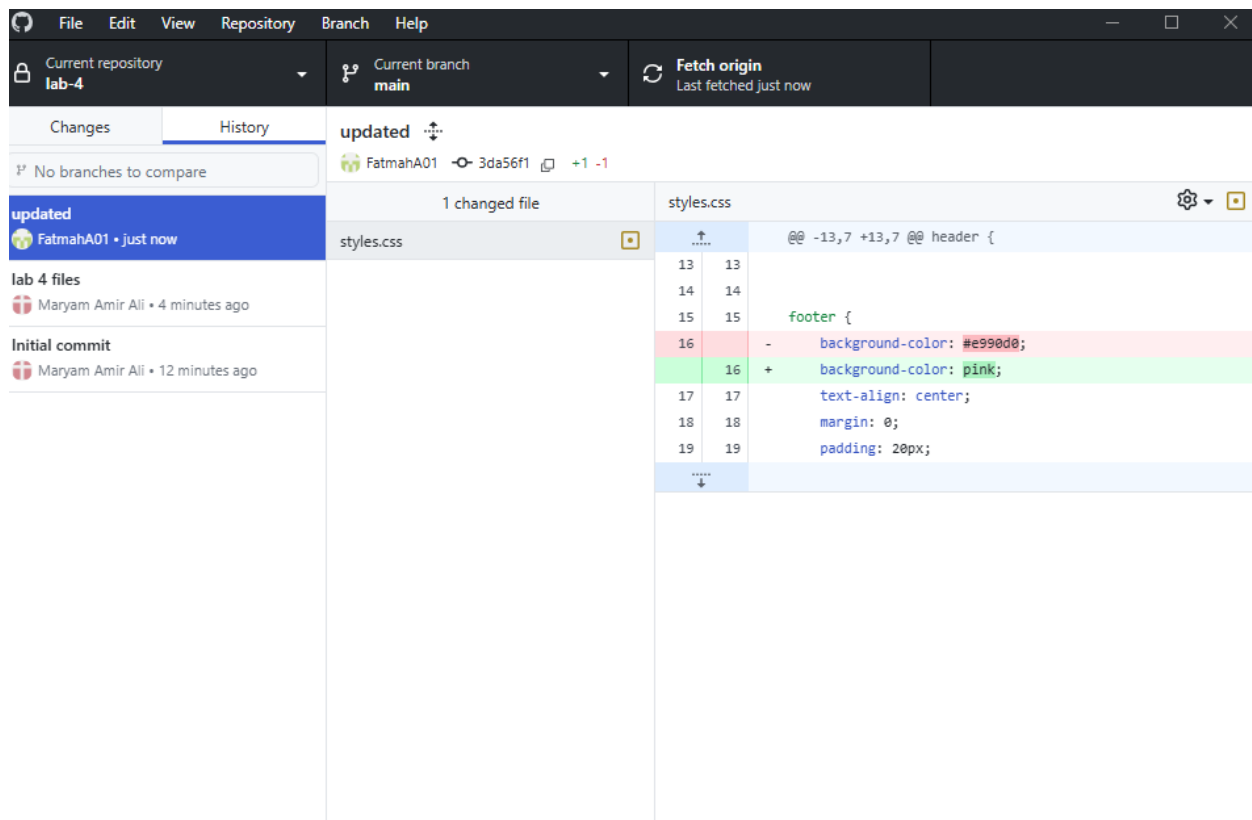 File Edit View Repository Branch Help
Current repository
lab-4
Current branch
main
Fetch origin
Last fetched just now
Changes History
No branches to compare
updated
FatmahA01 • just now
lab 4 files
Maryam Amir Ali • 4 minutes ago
Initial commit
Maryam Amir Ali • 12 minutes ago
updated
FatmahA01 3da56f1 +1 -1
1 changed file
styles.css
styles.css
@@ -13,7 +13,7 @@ header {
13 13
14 14
15 15 footer {
16 - background-color: #e990d0;
16 + background-color: pink;
17 17 text-align: center;
18 18 margin: 0;
19 19 padding: 20px;